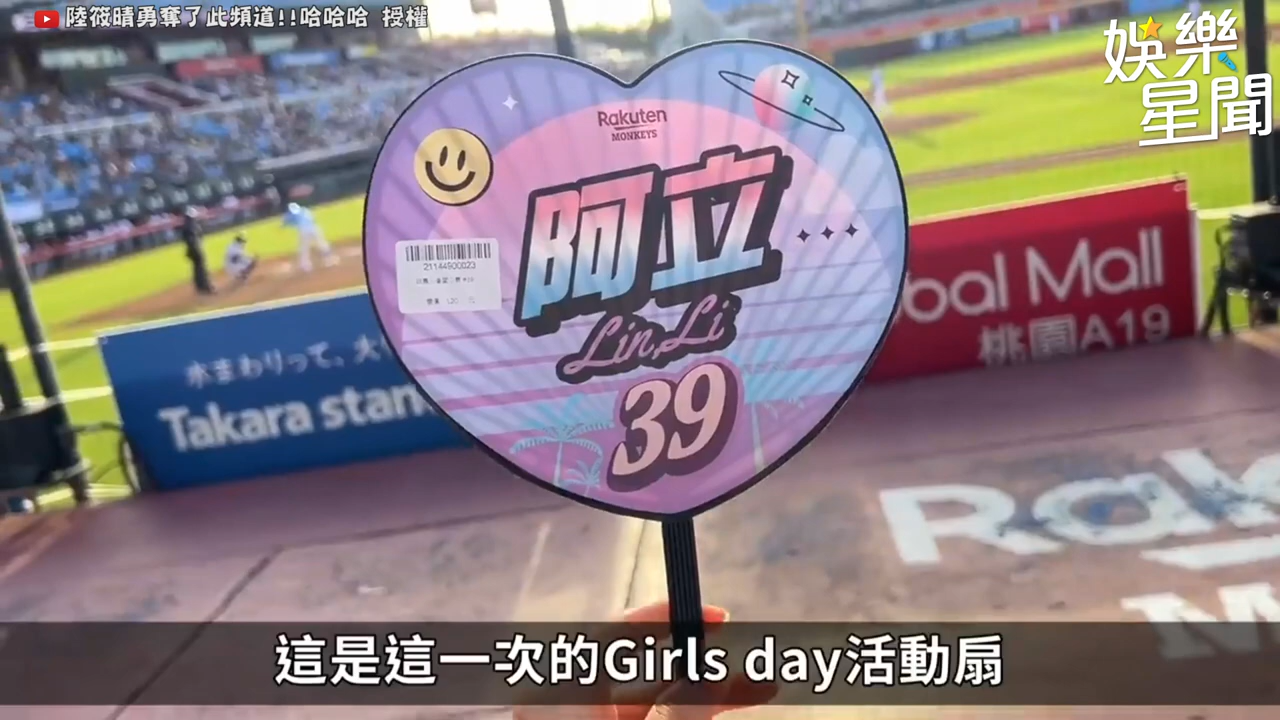 陸筱晴勇奪了此頻道!!哈哈哈 授權
娛樂
星聞
Rakuten
MONKEYS
阿立
Lin,Li
39
21144900023
水まわりって、大
Takara stan
bal Mall
桃園A19
Rak
M
這是這一次的Girls day活動扇